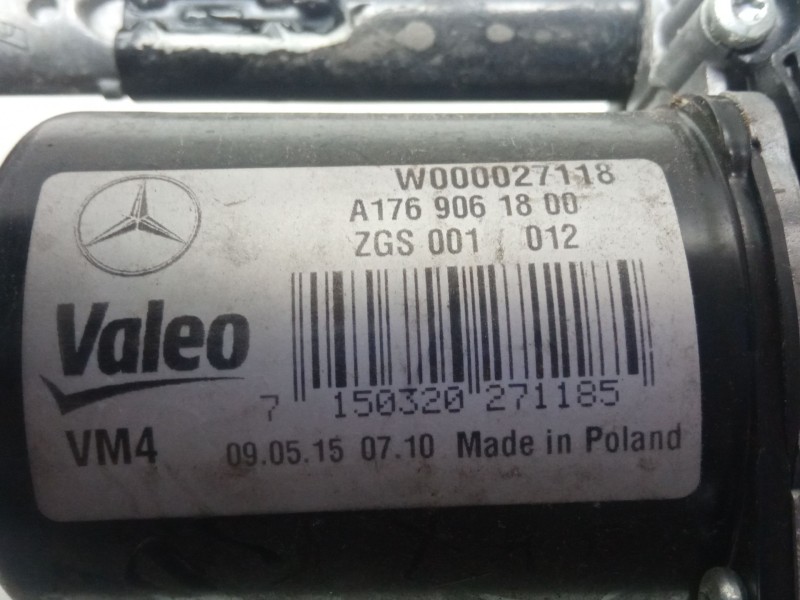 W000027118
A176 906 18 00
ZGS 001 / 012
Valeo
7 150320 271185
VM4 09.05.15 07.10 Made in Poland